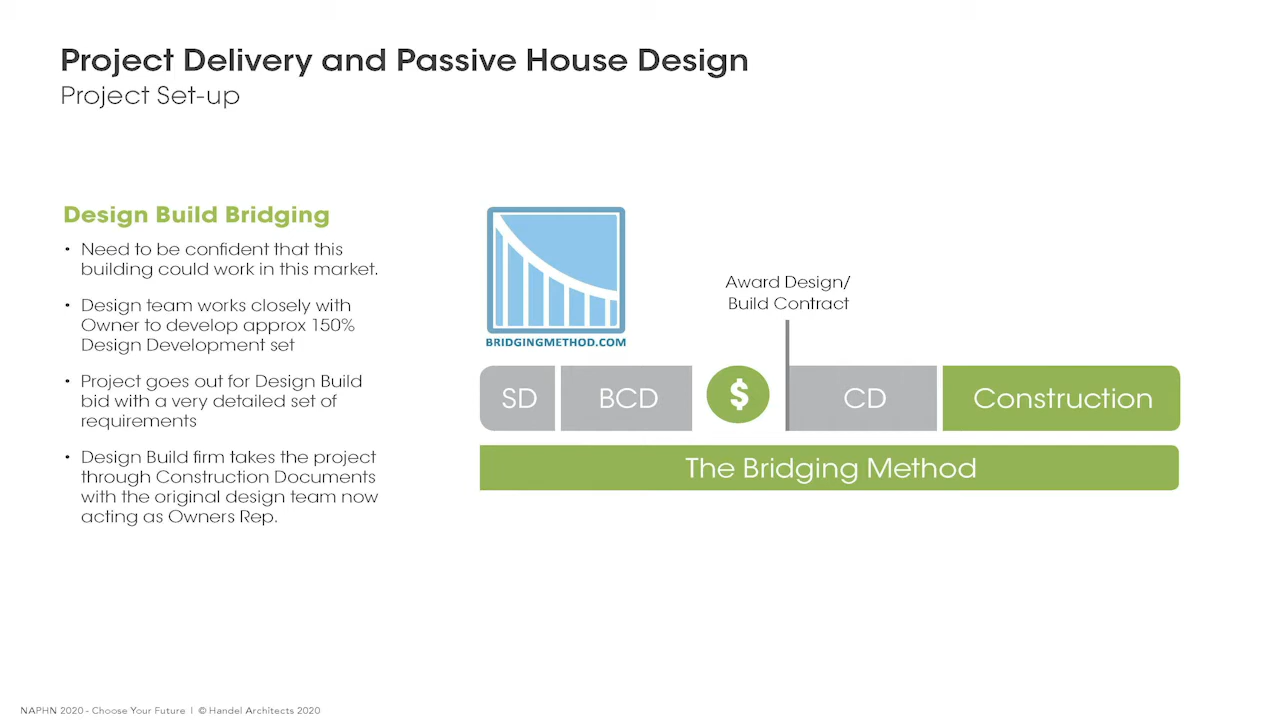 Project Delivery and Passive House Design
Project Set-up
Design Build Bridging
• Need to be confident that this
building could work in this market.
• Design team works closely with
Owner to develop approx 150%
Design Development set
• Project goes out for Design Build
bid with a very detailed set of
requirements
• Design Build firm takes the project
through Construction Documents
with the original design team now
acting as Owners Rep.
BRIDGINGMETHOD.COM
Award Design/
Build Contract
SD
BCD
$
CD
Construction
The Bridging Method
NAPHN 2020 - Choose Your Future | © Handel Architects 2020